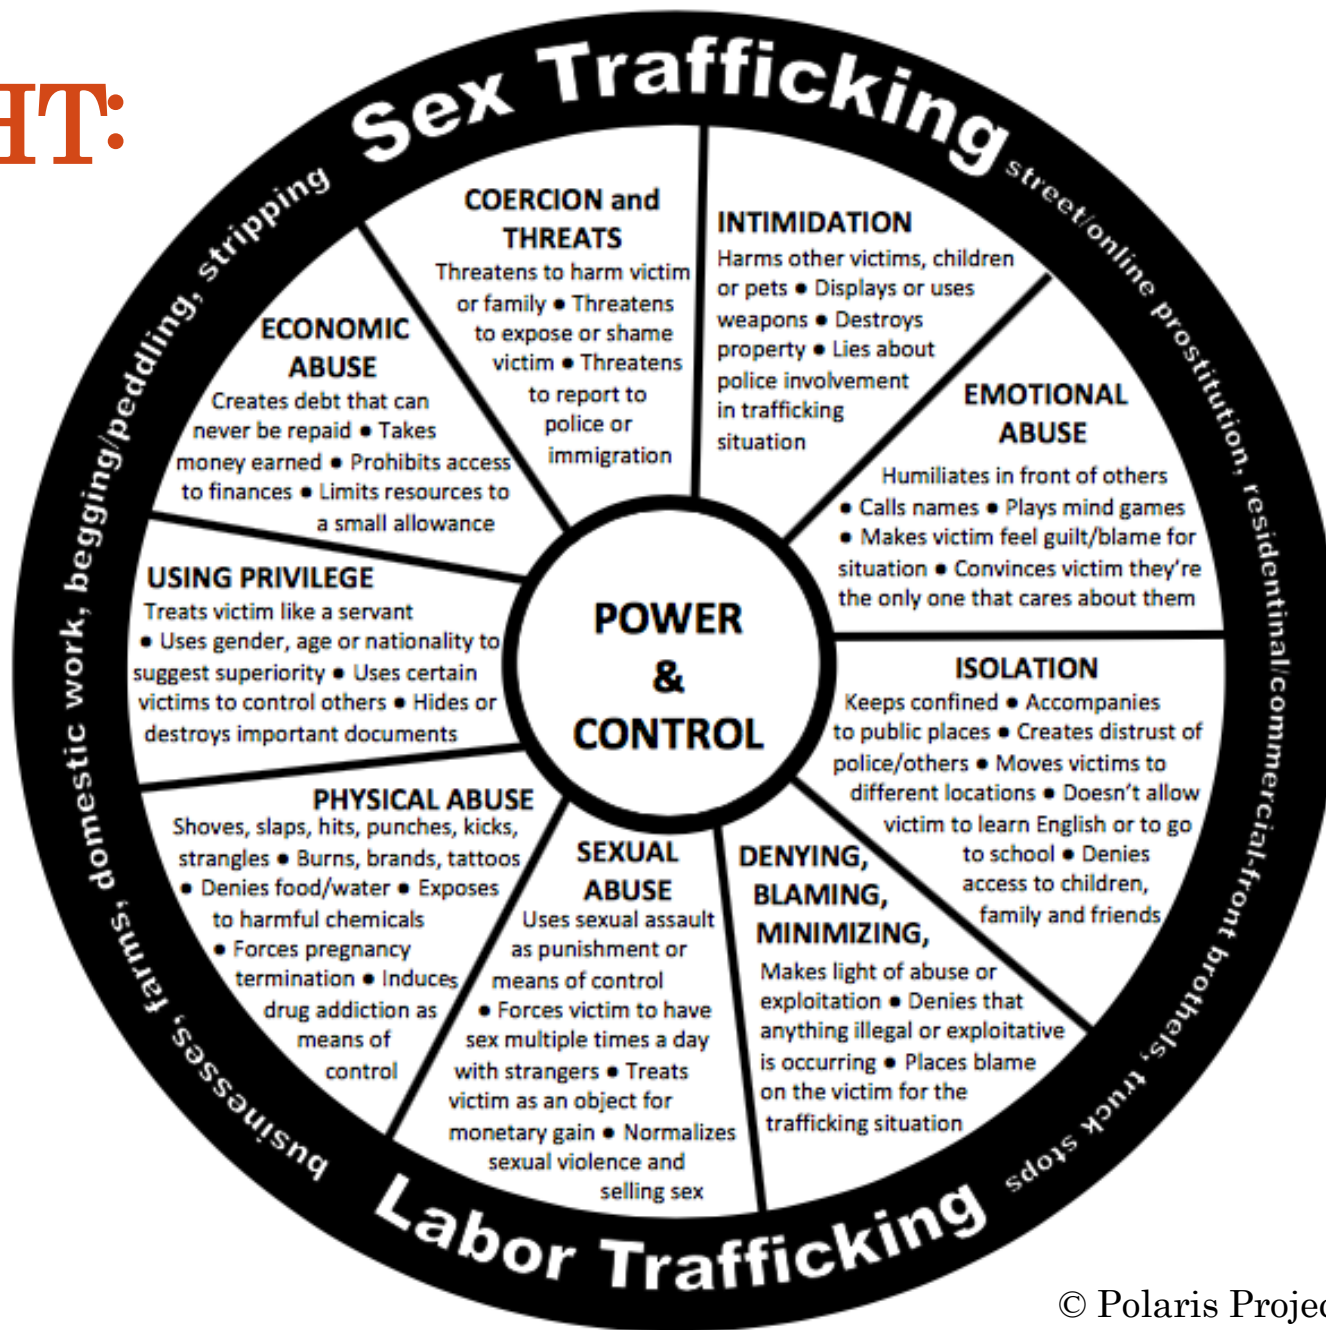 HT:
Sex Trafficking
street/online prostitution, residentinal/commercial-front brothels, truck stops
Labor Trafficking
businesses, farms, domestic work, begging/peddling, stripping
POWER
&
CONTROL
COERCION and
THREATS
Threatens to harm victim
or family ● Threatens
to expose or shame
victim ● Threatens
to report to
police or
immigration
INTIMIDATION
Harms other victims, children
or pets ● Displays or uses
weapons ● Destroys
property ● Lies about
police involvement
in trafficking
situation
EMOTIONAL
ABUSE
Humiliates in front of others
● Calls names ● Plays mind games
● Makes victim feel guilt/blame for
situation ● Convinces victim they're
the only one that cares about them
ISOLATION
Keeps confined ● Accompanies
to public places ● Creates distrust of
police/others ● Moves victims to
different locations ● Doesn't allow
victim to learn English or to go
to school ● Denies
access to children,
family and friends
DENYING,
BLAMING,
MINIMIZING,
Makes light of abuse or
exploitation ● Denies that
anything illegal or exploitative
is occurring ● Places blame
on the victim for the
trafficking situation
SEXUAL
ABUSE
Uses sexual assault
as punishment or
means of control
● Forces victim to have
sex multiple times a day
with strangers ● Treats
victim as an object for
monetary gain ● Normalizes
sexual violence and
selling sex
PHYSICAL ABUSE
Shoves, slaps, hits, punches, kicks,
strangles ● Burns, brands, tattoos
● Denies food/water ● Exposes
to harmful chemicals
● Forces pregnancy
termination ● Induces
drug addiction as
means of
control
USING PRIVILEGE
Treats victim like a servant
● Uses gender, age or nationality to
suggest superiority ● Uses certain
victims to control others ● Hides or
destroys important documents
ECONOMIC
ABUSE
Creates debt that can
never be repaid ● Takes
money earned ● Prohibits access
to finances ● Limits resources to
a small allowance
© Polaris Projec